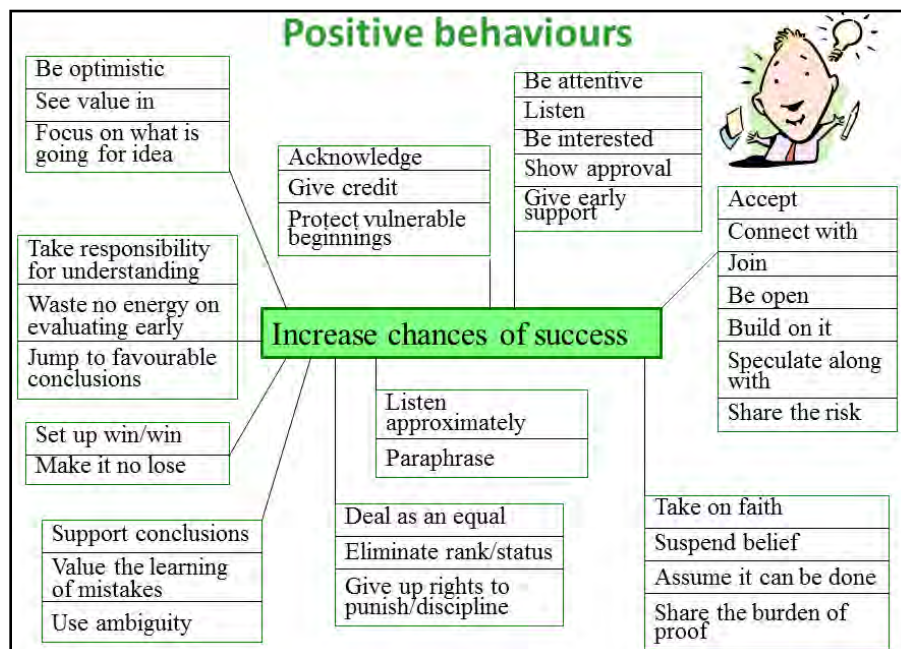 Positive behaviours
Be optimistic
See value in
Focus on what is
going for idea
Acknowledge
Give credit
Protect vulnerable
beginnings
Be attentive
Listen
Be interested
Show approval
Give early
support
Accept
Connect with
Join
Be open
Build on it
Speculate along
with
Share the risk
Take responsibility
for understanding
Waste no energy on
evaluating early
Jump to favourable
conclusions
Increase chances of success
Set up win/win
Make it no lose
Listen
approximately
Paraphrase
Support conclusions
Value the learning
of mistakes
Use ambiguity
Deal as an equal
Eliminate rank/status
Give up rights to
punish/discipline
Take on faith
Suspend belief
Assume it can be done
Share the burden of
proof